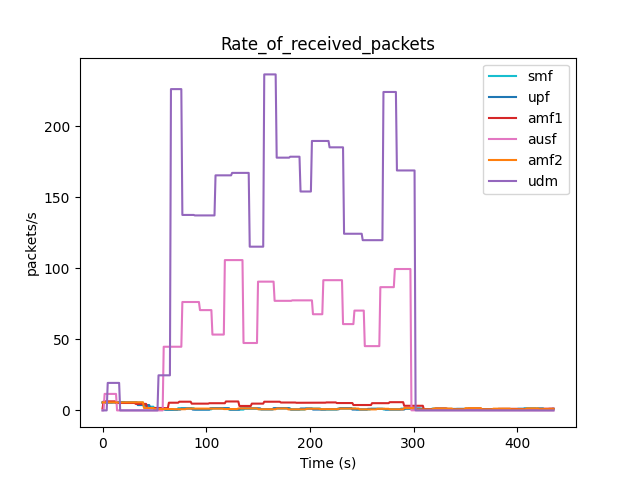 Rate_of_received_packets
smf
upf
amf1
ausf
amf2
udm
packets/s
200
150
100
50
0
0 100 200 300 400
Time (s)